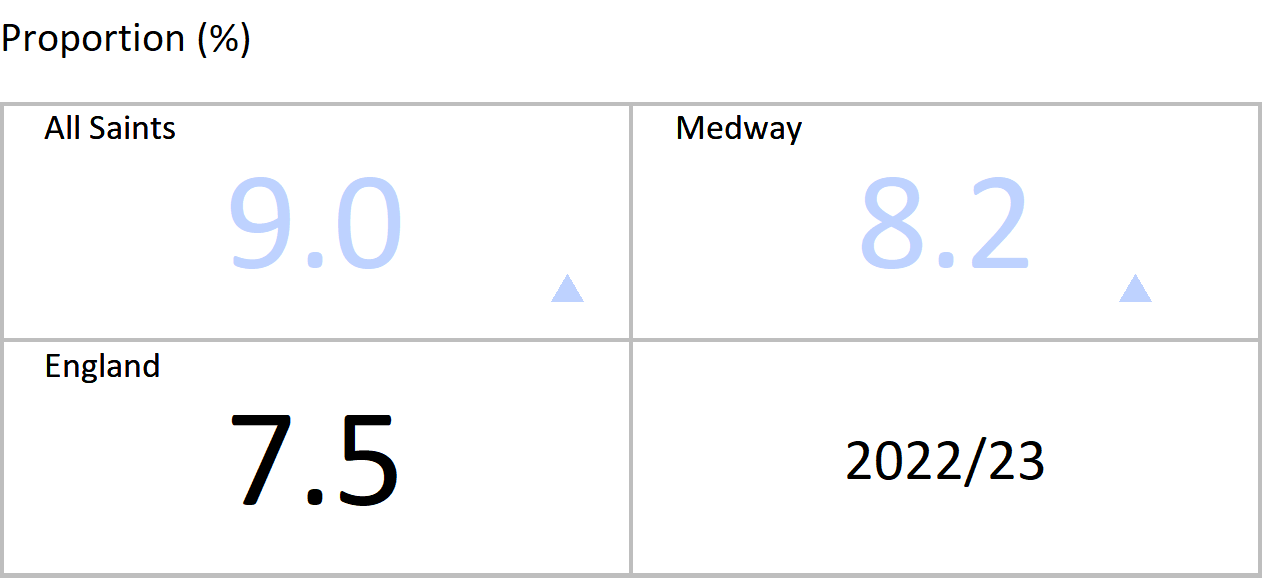 Proportion (%)
All Saints
9.0
Medway
8.2
England
7.5
2022/23